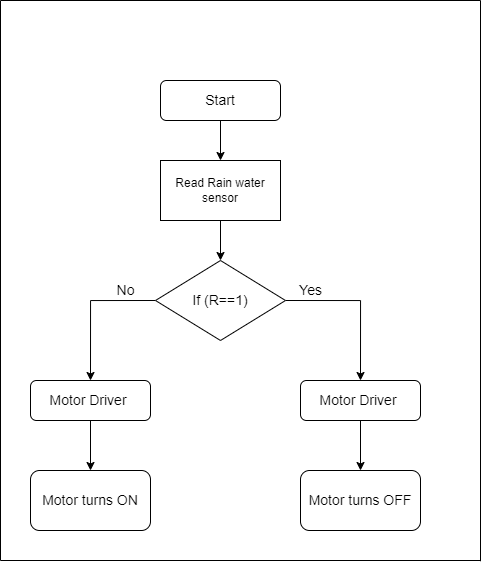 Start
Read Rain water
sensor
If (R==1)
No
Yes
Motor Driver
Motor Driver
Motor turns ON
Motor turns OFF